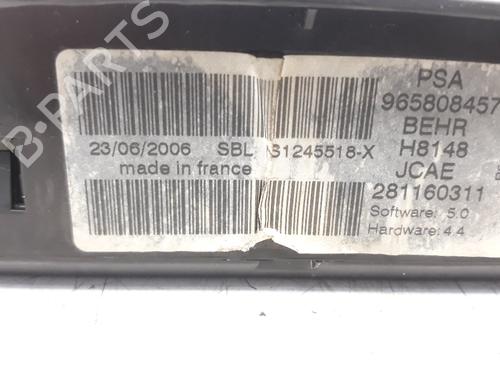 PSA
965808457
BEHR
23/06/2006 SBL S1245518-X H8148
made in france JCAE
281160311
Software: 5.0
Hardware: 4.4
B-PARTS